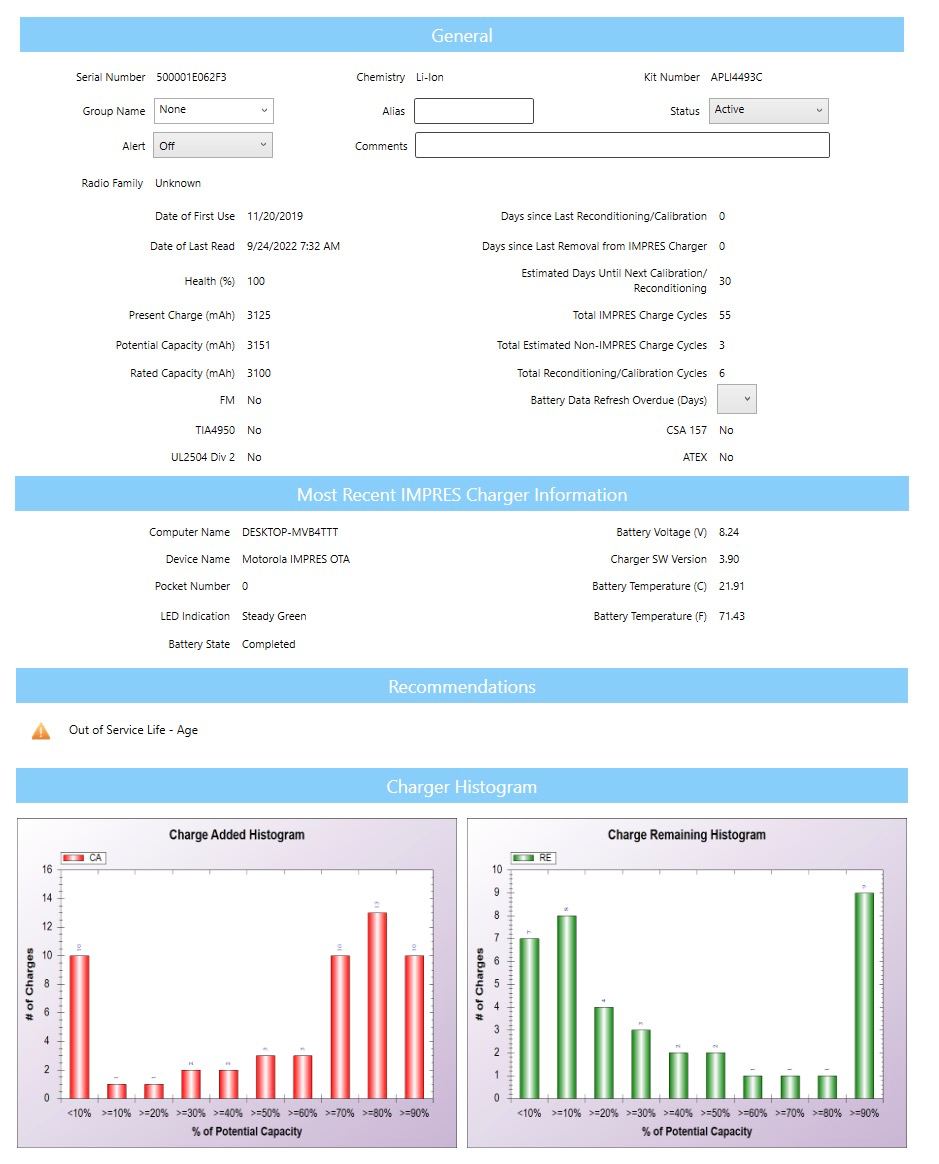 General
Serial Number 500001E062F3 Chemistry Li-Ion Kit Number APLI4493C
Group Name None Alias Status Active
Alert Off Comments
Radio Family Unknown
Date of First Use 11/20/2019 Days since Last Reconditioning/Calibration 0
Date of Last Read 9/24/2022 7:32 AM Days since Last Removal from IMPRES Charger 0
Health (%) 100 Estimated Days Until Next Calibration/
Reconditioning 30
Present Charge (mAh) 3125 Total IMPRES Charge Cycles 55
Potential Capacity (mAh) 3151 Total Estimated Non-IMPRES Charge Cycles 3
Rated Capacity (mAh) 3100 Total Reconditioning/Calibration Cycles 6
FM No Battery Data Refresh Overdue (Days)
TIA4950 No CSA 157 No
UL2504 Div 2 No ATEX No
Most Recent IMPRES Charger Information
Computer Name DESKTOP-MVB4TTT Battery Voltage (V) 8.24
Device Name Motorola IMPRES OTA Charger SW Version 3.90
Pocket Number 0 Battery Temperature (C) 21.91
LED Indication Steady Green Battery Temperature (F) 71.43
Battery State Completed
Recommendations
Out of Service Life - Age
Charger Histogram
Charge Added Histogram
CA
16
14
12
10
8
6
4
2
0
# of Charges
10 1 1 2 2 3 3 10 13 10
<10% >=10% >=20% >=30% >=40% >=50% >=60% >=70% >=80% >=90%
% of Potential Capacity
Charge Remaining Histogram
RE
10
9
8
7
6
5
4
3
2
1
0
# of Charges
7 8 4 3 2 2 1 1 1 9
<10% >=10% >=20% >=30% >=40% >=50% >=60% >=70% >=80% >=90%
% of Potential Capacity